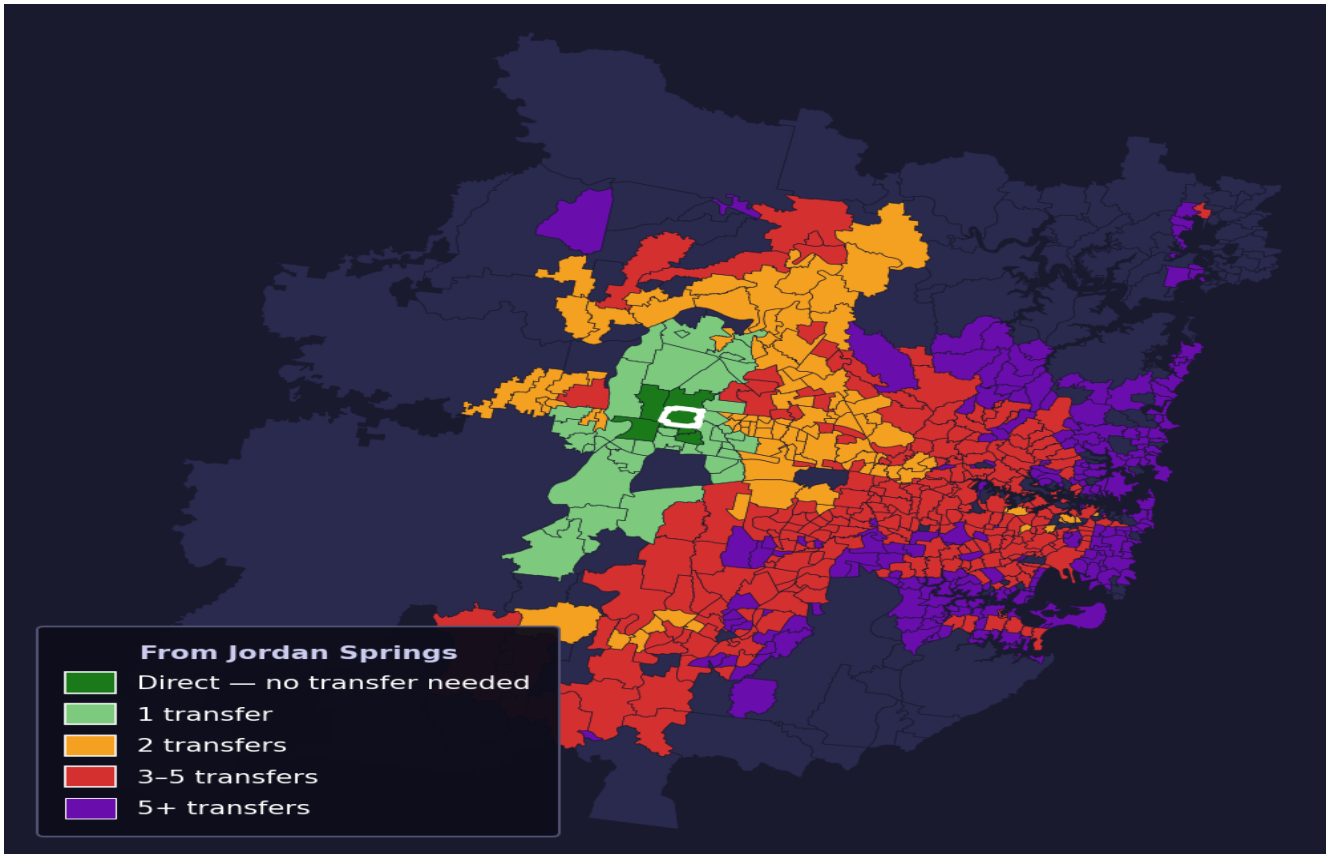 From Jordan Springs
Direct — no transfer needed
1 transfer
2 transfers
3–5 transfers
5+ transfers